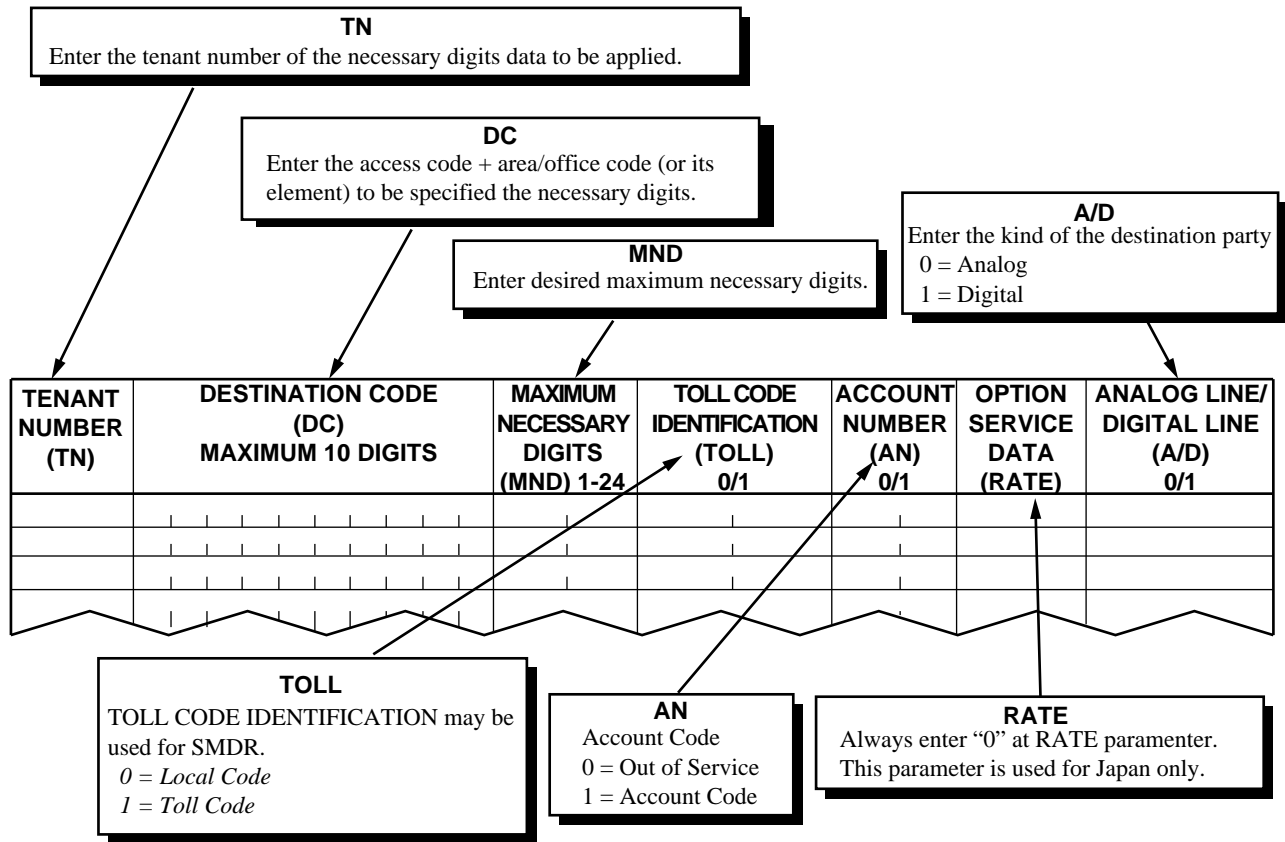 TN
Enter the tenant number of the necessary digits data to be applied.
DC
Enter the access code + area/office code (or its
element) to be specified the necessary digits.
MND
Enter desired maximum necessary digits.
A/D
Enter the kind of the destination party
0 = Analog
1 = Digital
TENANT
NUMBER
(TN)
DESTINATION CODE
(DC)
MAXIMUM 10 DIGITS
MAXIMUM
NECESSARY
DIGITS
(MND) 1-24
TOLL CODE
IDENTIFICATION
(TOLL)
0/1
ACCOUNT
NUMBER
(AN)
0/1
OPTION
SERVICE
DATA
(RATE)
ANALOG LINE/
DIGITAL LINE
(A/D)
0/1
TOLL
TOLL CODE IDENTIFICATION may be
used for SMDR.
0 = Local Code
1 = Toll Code
AN
Account Code
0 = Out of Service
1 = Account Code
RATE
Always enter “0” at RATE paramenter.
This parameter is used for Japan only.